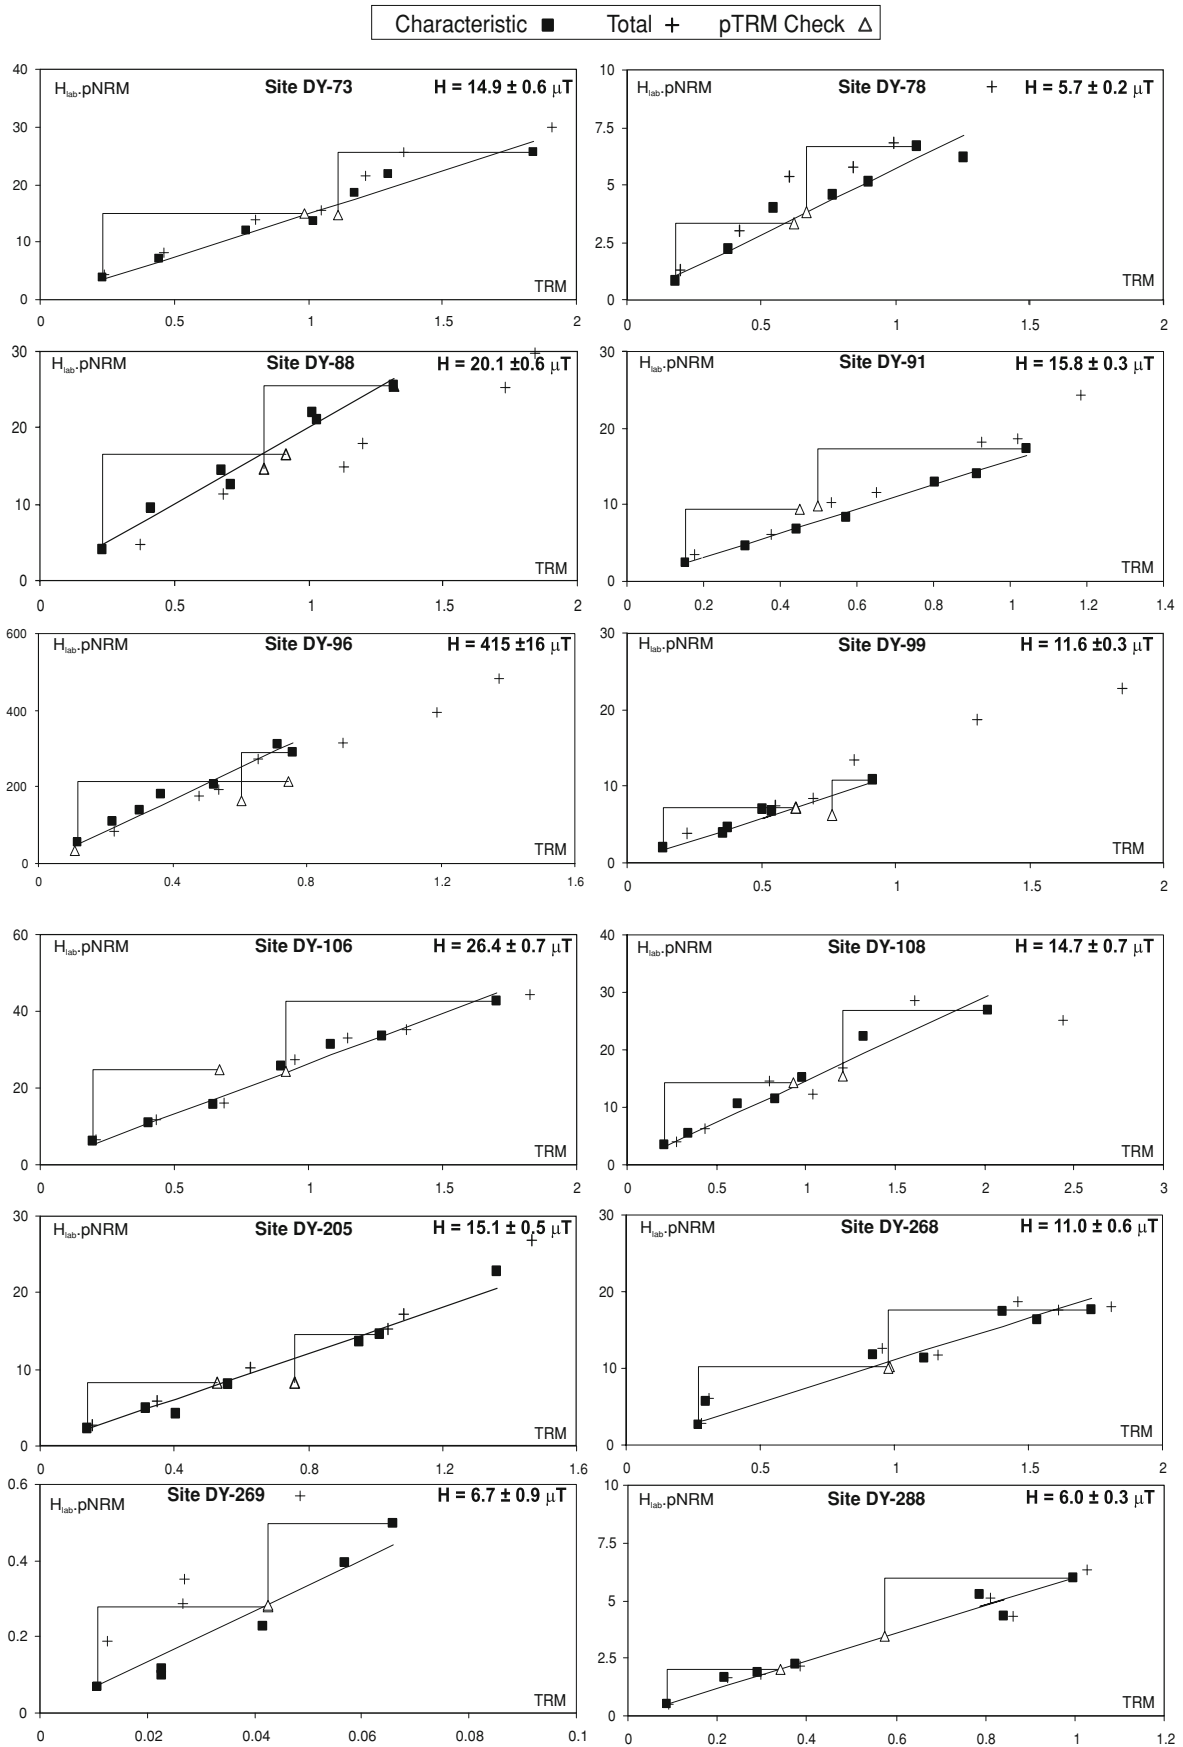 Characteristic ■ Total + pTRM Check △
40
H_lab.pNRM Site DY-73 H = 14.9 ± 0.6 μT
30
20
10
0
TRM
0 0.5 1 1.5 2
10
H_lab.pNRM Site DY-78 H = 5.7 ± 0.2 μT
7.5
5
2.5
0
TRM
0 0.5 1 1.5 2
30
H_lab.pNRM Site DY-88 H = 20.1 ±0.6 μT
20
10
0
TRM
0 0.5 1 1.5 2
30
H_lab.pNRM Site DY-91 H = 15.8 ± 0.3 μT
20
10
0
TRM
0 0.2 0.4 0.6 0.8 1 1.2 1.4
600
H_lab.pNRM Site DY-96 H = 415 ±16 μT
400
200
0
TRM
0 0.4 0.8 1.2 1.6
30
H_lab.pNRM Site DY-99 H = 11.6 ±0.3 μT
20
10
0
TRM
0 0.5 1 1.5 2
60
H_lab.pNRM Site DY-106 H = 26.4 ± 0.7 μT
40
20
0
TRM
0 0.5 1 1.5 2
40
H_lab.pNRM Site DY-108 H = 14.7 ± 0.7 μT
30
20
10
0
TRM
0 0.5 1 1.5 2 2.5 3
30
H_lab.pNRM Site DY-205 H = 15.1 ± 0.5 μT
20
10
0
TRM
0 0.4 0.8 1.2 1.6
30
H_lab.pNRM Site DY-268 H = 11.0 ± 0.6 μT
20
10
0
TRM
0 0.5 1 1.5 2
0.6
H_lab.pNRM Site DY-269 H = 6.7 ± 0.9 μT
0.4
0.2
0
TRM
0 0.02 0.04 0.06 0.08 0.1
10
H_lab.pNRM Site DY-288 H = 6.0 ± 0.3 μT
7.5
5
2.5
0
TRM
0 0.2 0.4 0.6 0.8 1 1.2